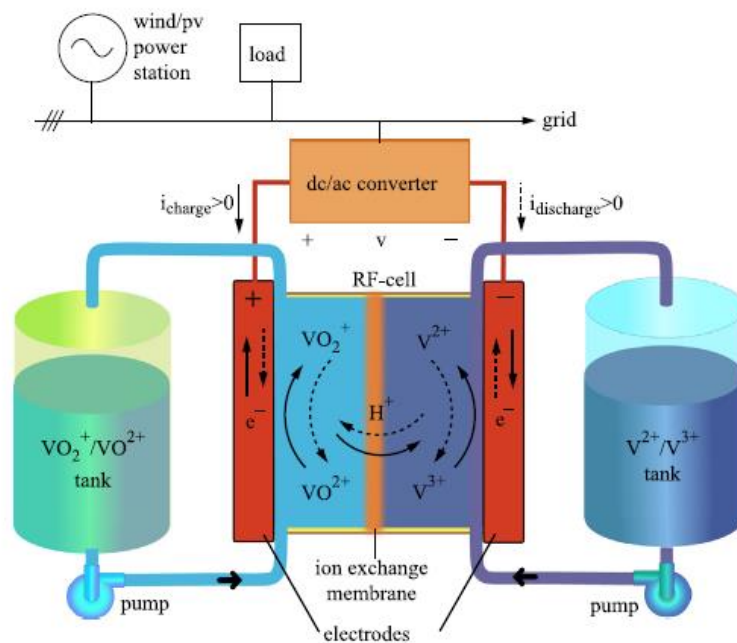 wind/pv
power
station
load
grid
dc/ac converter
i_charge>0
i_discharge>0
+ v −
RF-cell
+
−
VO₂⁺
V²⁺
e⁻
H⁺
e⁻
VO₂⁺/VO²⁺
tank
V²⁺/V³⁺
tank
VO²⁺
V³⁺
pump
ion exchange
membrane
pump
electrodes